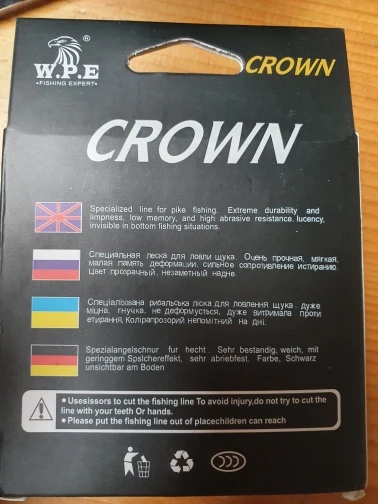 W.P.E
®
•FISHING EXPERT•
CROWN
CROWN
Specialized line for pike fishing. Extreme durability and
limpness, low memory, and high abrasive resistance. lucency,
invisible in bottom fishing situations.
Специальная леска для ловли щука. Очень прочная, мягкая,
малая память деформации, сильное сопротивление истиранию.
Цвет прозрачный, незаметный надне.
Спеціальована рибальська ліска для ловлення щука. дуже
міцна, гнучка, не деформується, дуже витримала проти
етирання, Колірапрозорий непомітний на дні.
Spezialangelschnur fur hecht. Sehr bestandig, weich, mit
geringgem Spslchereffekt, sehr abriebfest. Farbe, Schwarz
unsichtbar am Boden
• Usesissors to cut the fishing line To avoid injury,do not try to cut the
line with your teeth Or hands.
• Please put the fishing line out of placechildren can reach
CCC